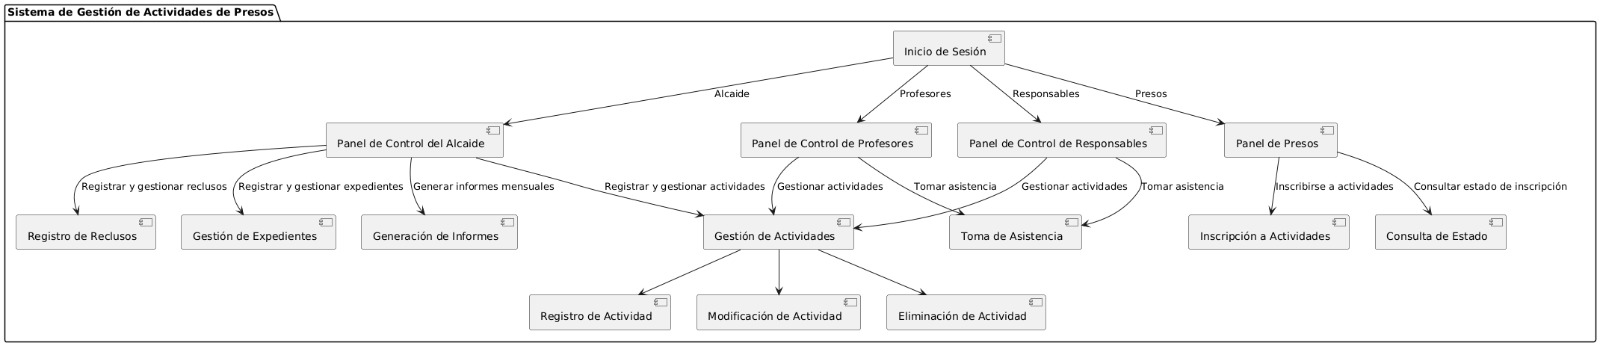 Sistema de Gestión de Actividades de Presos
Inicio de Sesión
Alcaide
Profesores
Responsables
Presos
Panel de Control del Alcaide
Panel de Control de Profesores
Panel de Control de Responsables
Panel de Presos
Registrar y gestionar reclusos
Registrar y gestionar expedientes
Generar informes mensuales
Registrar y gestionar actividades
Gestionar actividades
Tomar asistencia
Gestionar actividades
Tomar asistencia
Inscribirse a actividades
Consultar estado de inscripción
Registro de Reclusos
Gestión de Expedientes
Generación de Informes
Gestión de Actividades
Toma de Asistencia
Inscripción a Actividades
Consulta de Estado
Registro de Actividad
Modificación de Actividad
Eliminación de Actividad